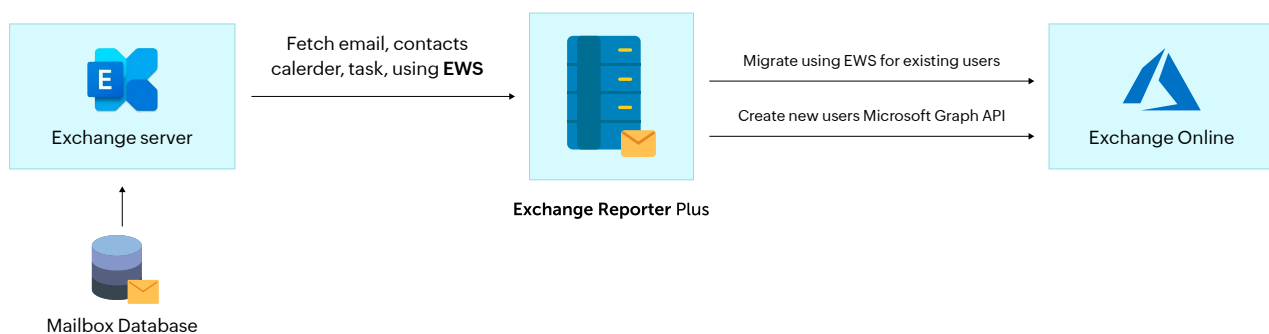 Fetch email, contacts
calerder, task, using EWS
E
Exchange server
Migrate using EWS for existing users
Create new users Microsoft Graph API
Exchange Online
Exchange Reporter Plus
Mailbox Database